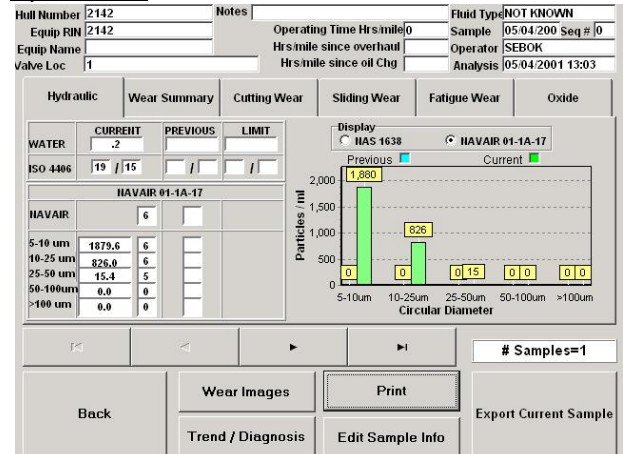 Hull Number 2142 Notes Fluid Type NOT KNOWN
Equip RIN 2142 Operating Time Hrs/mile 0 Sample 05/04/200 Seq # 0
Equip Name Hrs/mile since overhaul Operator SEBOK
Valve Loc 1 Hrs/mile since oil Chg Analysis 05/04/2001 13:03
Hydraulic Wear Summary Cutting Wear Sliding Wear Fatigue Wear Oxide
CURRENT PREVIOUS LIMIT
WATER .2
ISO 4406 19 / 15 / /
NAVAIR 01-1A-17
NAVAIR 6
5-10 um 1879.6 6
10-25 um 826.0 6
25-50 um 15.4 5
50-100um 0.0 0
>100 um 0.0 0
Display
NAS 1638 NAVAIR 01-1A-17
Previous Current
Particles / ml
2,000
1,500
1,000
500
0
1,880
826
0 0 0 15 0 0 0 0
5-10um 10-25um 25-50um 50-100um >100um
Circular Diameter
# Samples=1
Back
Wear Images Print
Export Current Sample
Trend / Diagnosis Edit Sample Info